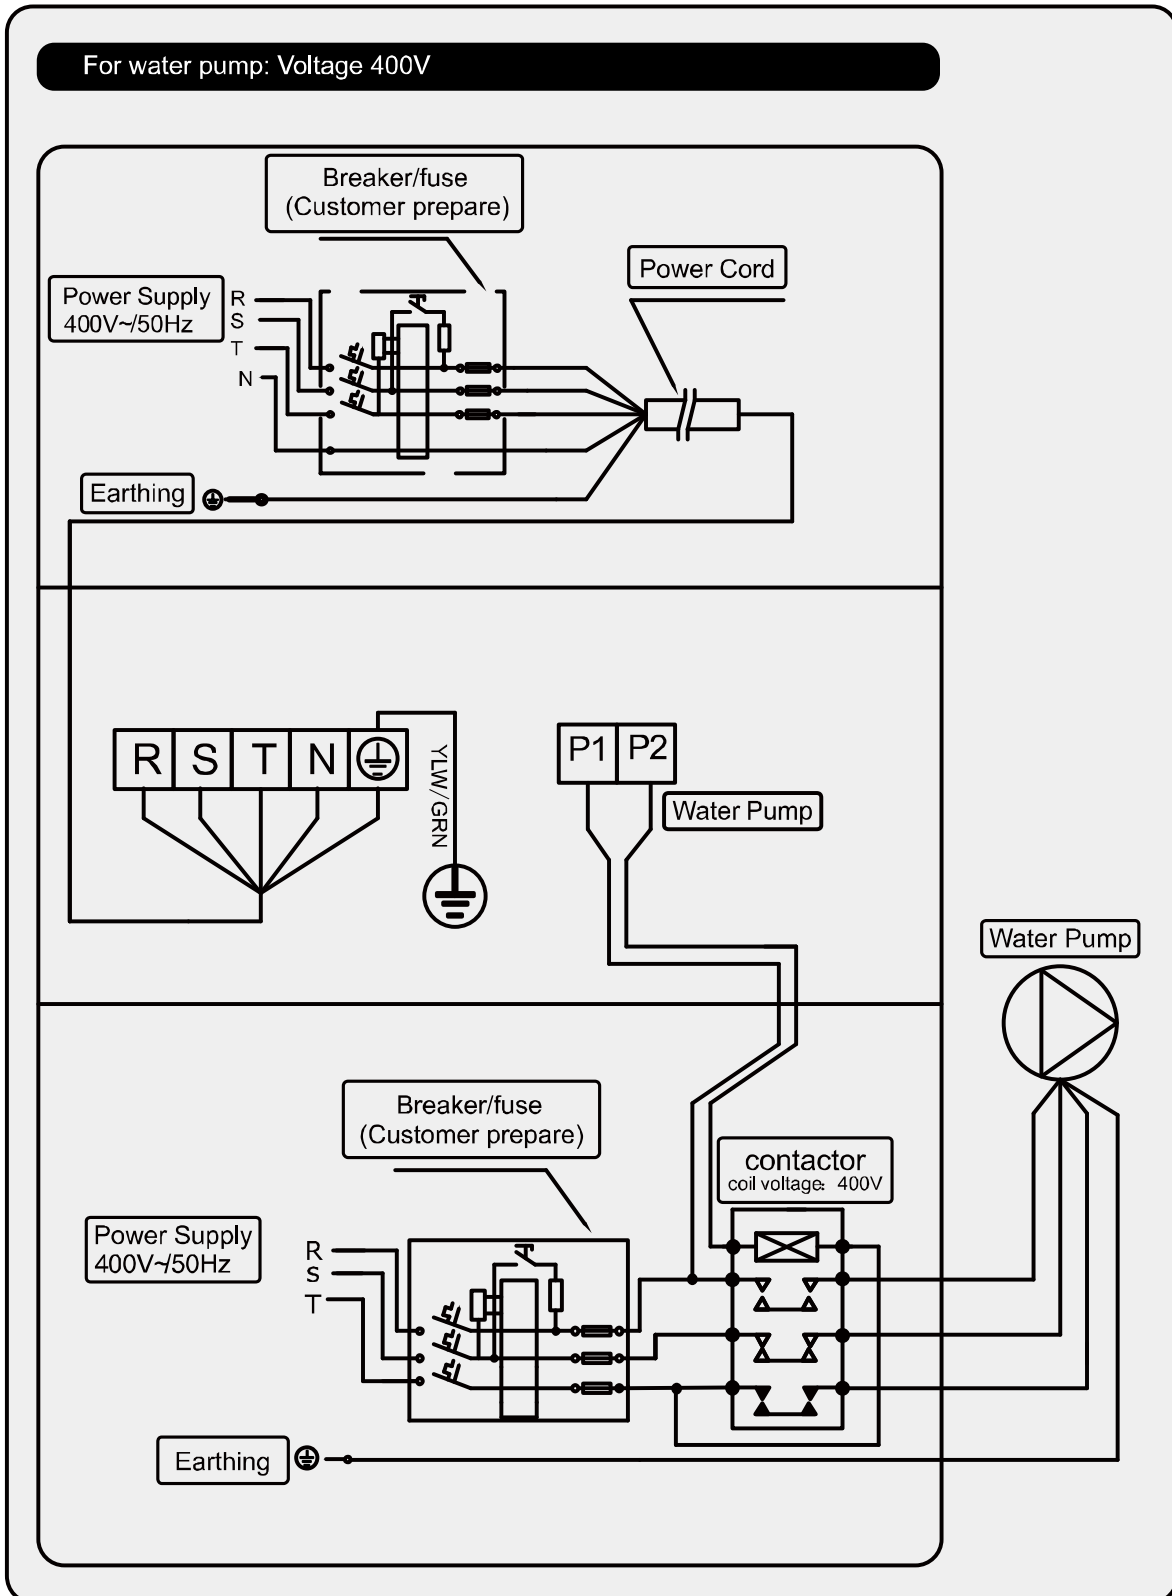 For water pump: Voltage 400V
Breaker/fuse
(Customer prepare)
Power Cord
Power Supply
400V~/50Hz
R
S
T
N
Earthing
R S T N
YLW/GRN
P1 P2
Water Pump
Water Pump
Breaker/fuse
(Customer prepare)
contactor
coil voltage: 400V
Power Supply
400V~/50Hz
R
S
T
Earthing